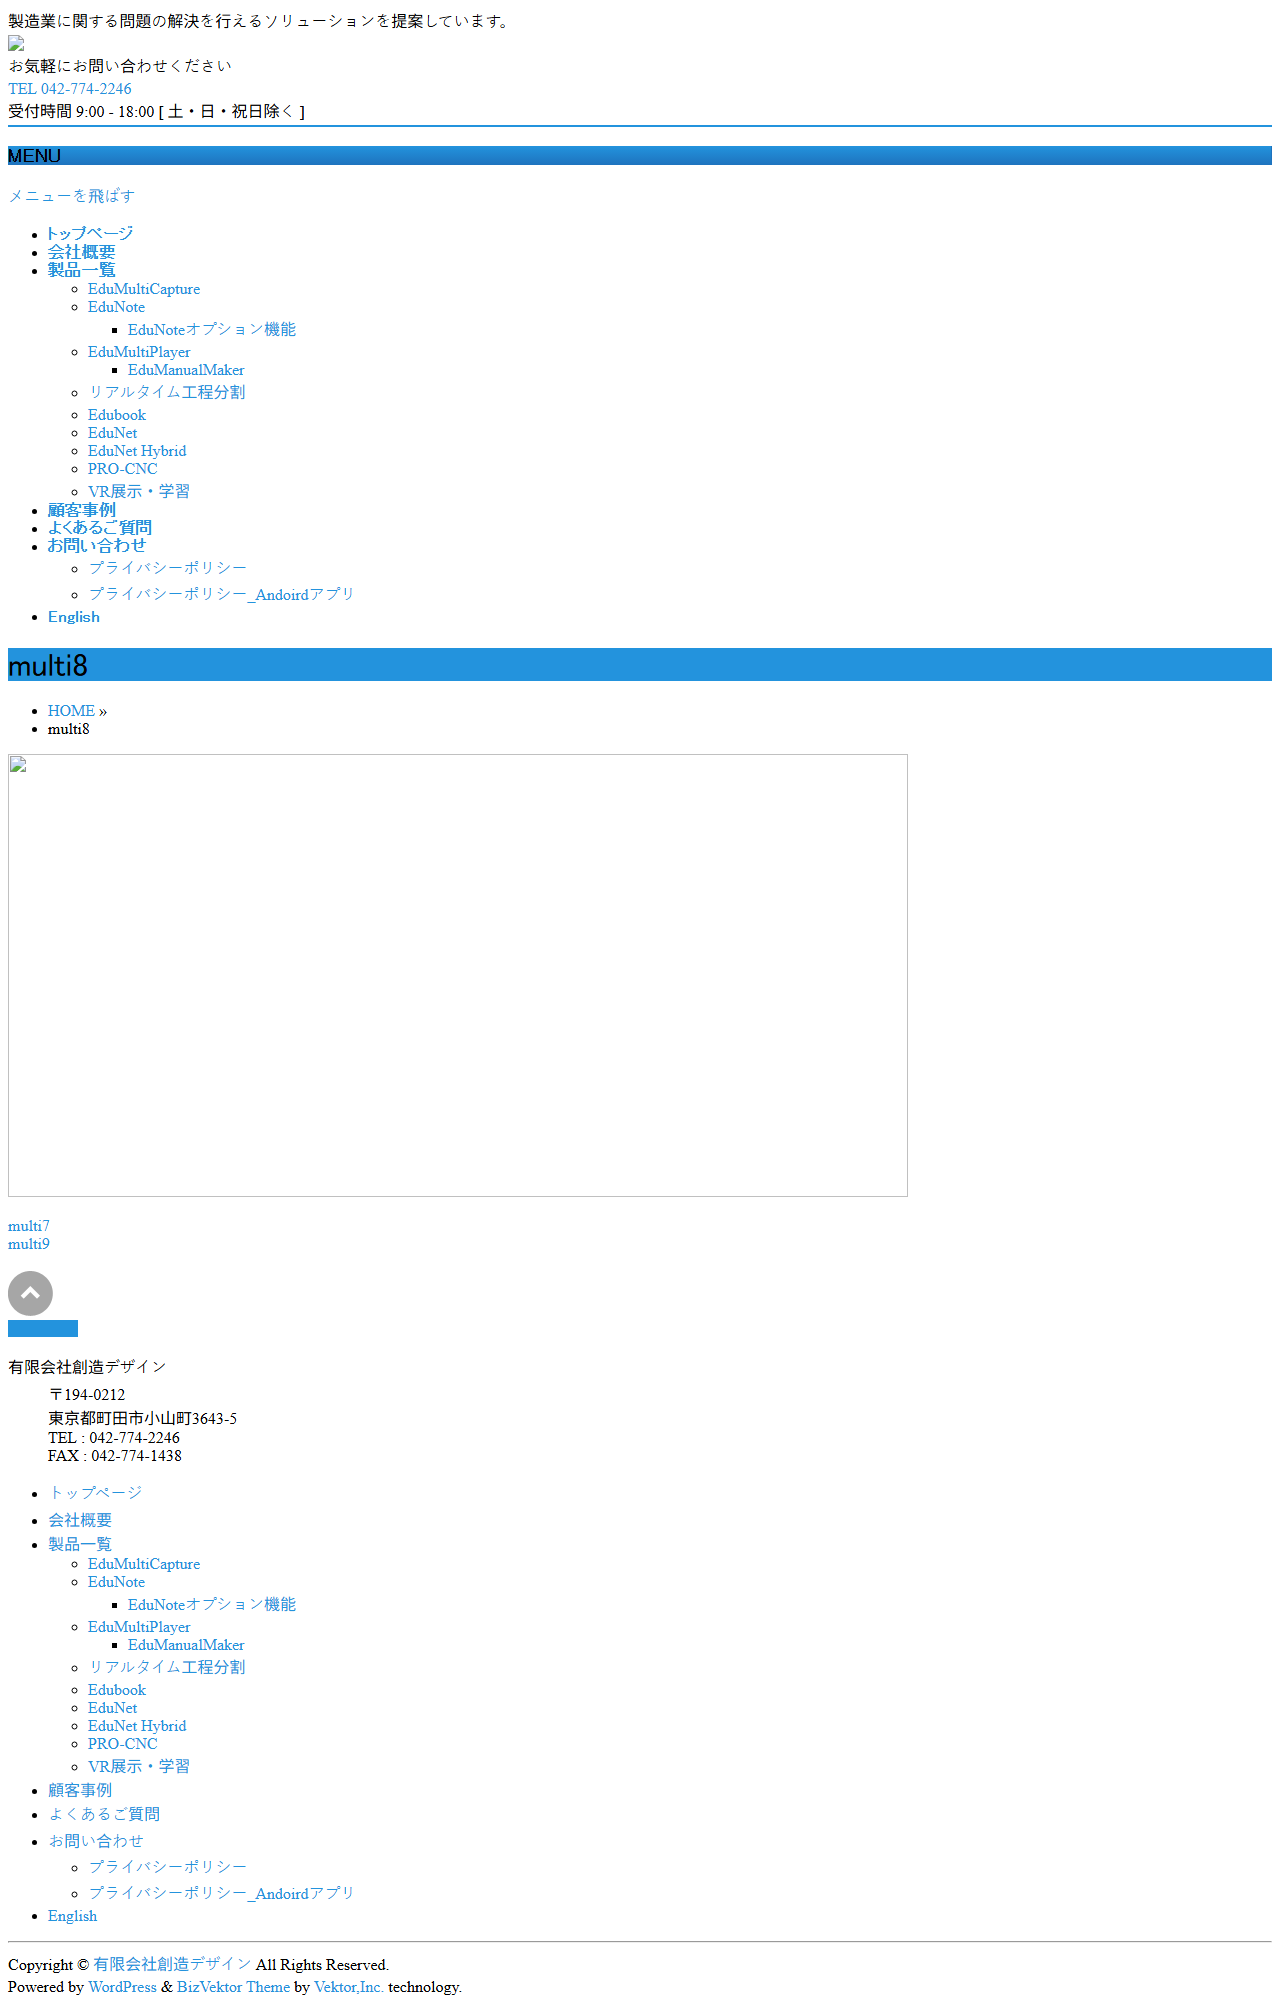 製造業に関する問題の解決を行えるソリューションを提案しています。
お気軽にお問い合わせください
TEL 042-774-2246
受付時間 9:00 - 18:00 [ 土・日・祝日除く ]
MENU
メニューを飛ばす
トップページ
会社概要
製品一覧
EduMultiCapture
EduNote
EduNoteオプション機能
EduMultiPlayer
EduManualMaker
リアルタイム工程分割
Edubook
EduNet
EduNet Hybrid
PRO-CNC
VR展示・学習
顧客事例
よくあるご質問
お問い合わせ
プライバシーポリシー
プライバシーポリシー_Andoirdアプリ
English
multi8
HOME »
multi8
multi7
multi9
有限会社創造デザイン
〒194-0212
東京都町田市小山町3643-5
TEL : 042-774-2246
FAX : 042-774-1438
トップページ
会社概要
製品一覧
EduMultiCapture
EduNote
EduNoteオプション機能
EduMultiPlayer
EduManualMaker
リアルタイム工程分割
Edubook
EduNet
EduNet Hybrid
PRO-CNC
VR展示・学習
顧客事例
よくあるご質問
お問い合わせ
プライバシーポリシー
プライバシーポリシー_Andoirdアプリ
English
Copyright © 有限会社創造デザイン All Rights Reserved.
Powered by WordPress & BizVektor Theme by Vektor,Inc. technology.